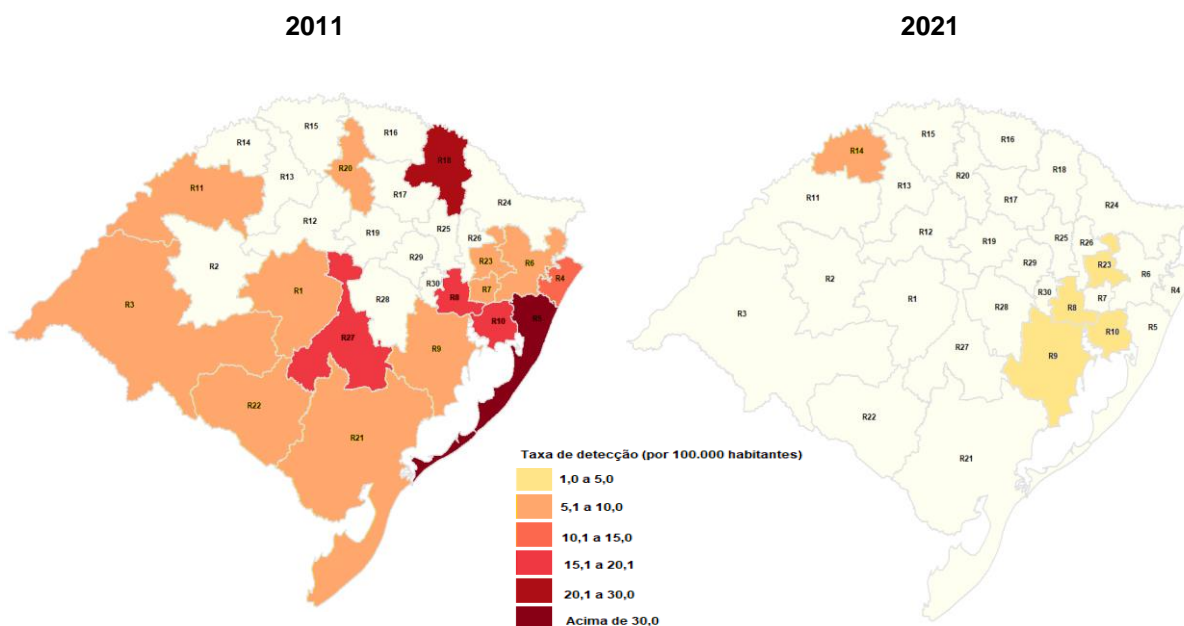 2011
2021
R15
R16
R14
R18
R20
R11
R13
R17
R24
R12
R19
R25
R26
R2
R29
R23
R6
R3
R1
R30
R7
R4
R8
R28
R10
R5
R27
R9
R22
R21
R14
R15
R16
R18
R20
R11
R13
R17
R24
R12
R19
R25
R26
R2
R29
R23
R6
R1
R30
R7
R4
R3
R28
R8
R10
R5
R27
R9
R22
R21
Taxa de detecção (por 100.000 habitantes)
1,0 a 5,0
5,1 a 10,0
10,1 a 15,0
15,1 a 20,1
20,1 a 30,0
Acima de 30,0